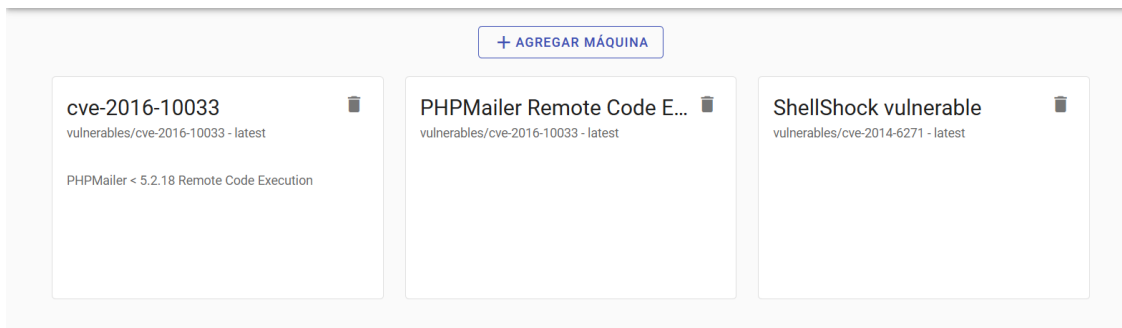 + AGREGAR MÁQUINA
cve-2016-10033
vulnerables/cve-2016-10033 - latest
PHPMailer < 5.2.18 Remote Code Execution
PHPMailer Remote Code E...
vulnerables/cve-2016-10033 - latest
ShellShock vulnerable
vulnerables/cve-2014-6271 - latest